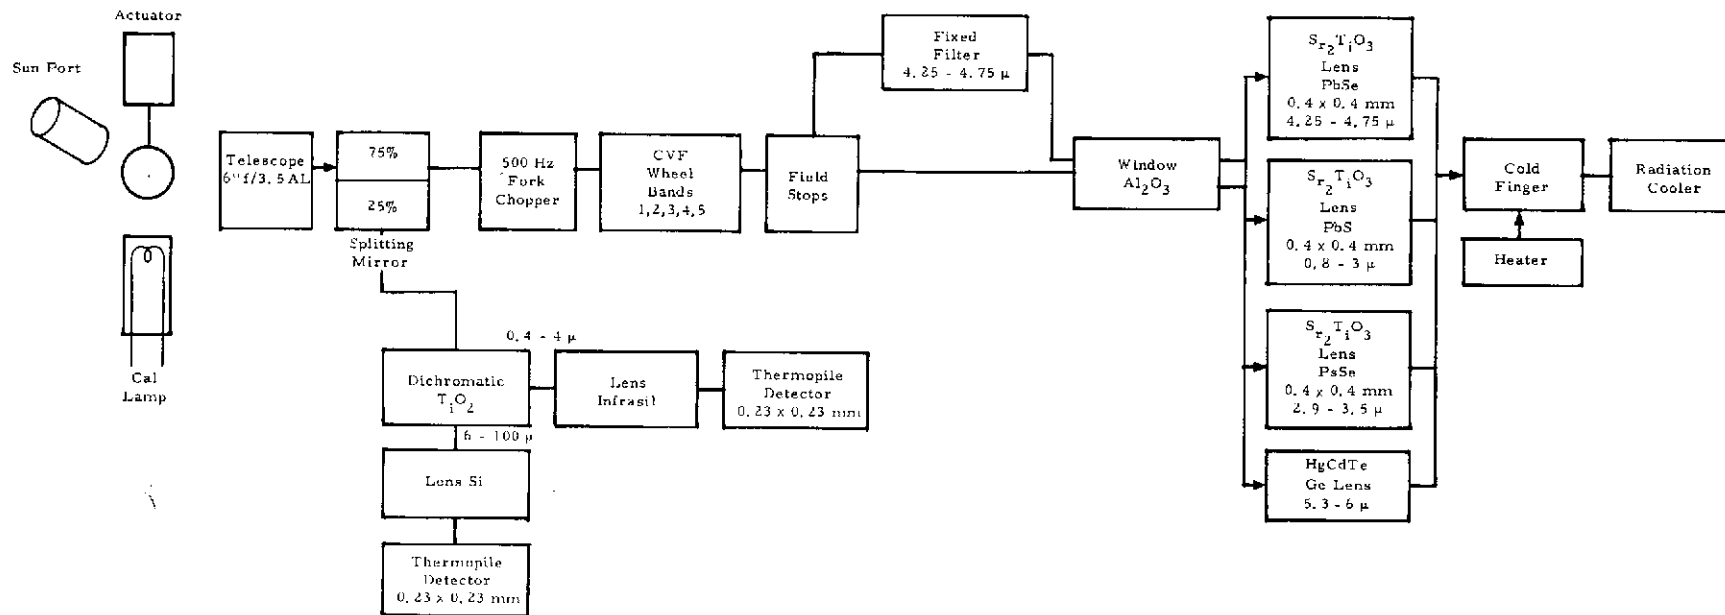 Actuator
Sun Port
Cal
Lamp
Telescope
6" f/3.5 AL
75%
25%
Splitting
Mirror
500 Hz
Fork
Chopper
CVF
Wheel
Bands
1,2,3,4,5
Field
Stops
Fixed
Filter
4.25 - 4.75 μ
Window
Al₂O₃
Sr₂TiO₃
Lens
PbSe
0.4 x 0.4 mm
4.25 - 4.75 μ
Sr₂TiO₃
Lens
PbS
0.4 x 0.4 mm
0.8 - 3 μ
Sr₂TiO₃
Lens
PsSe
0.4 x 0.4 mm
2.9 - 3.5 μ
HgCdTe
Ge Lens
5.3 - 6 μ
Cold
Finger
Heater
Radiation
Cooler
0.4 - 4 μ
Dichromatic
TiO₂
Lens
Infrasil
Thermopile
Detector
0.23 x 0.23 mm
6 - 100 μ
Lens Si
Thermopile
Detector
0.23 x 0.23 mm